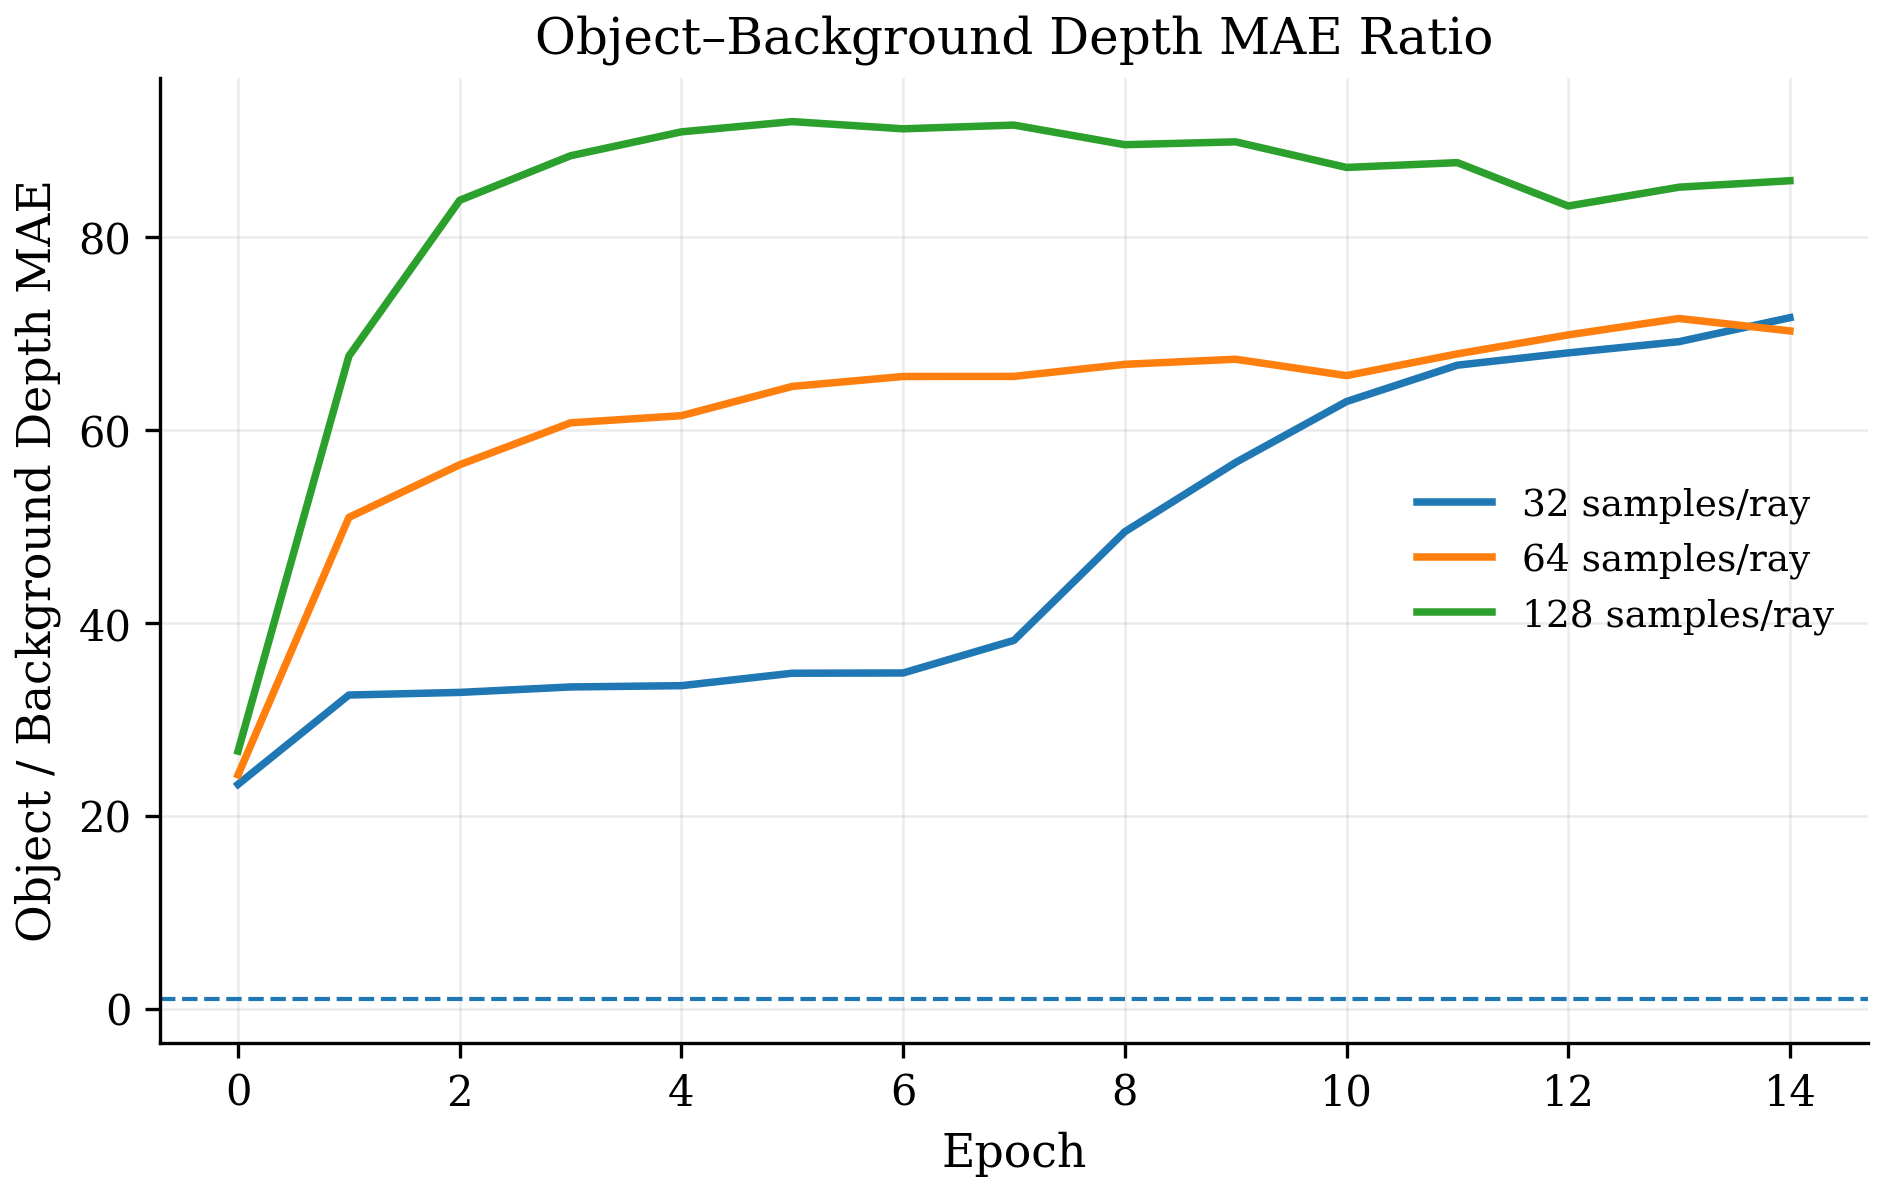 Object–Background Depth MAE Ratio
Object / Background Depth MAE
80
60
40
20
0
32 samples/ray
64 samples/ray
128 samples/ray
0 2 4 6 8 10 12 14
Epoch